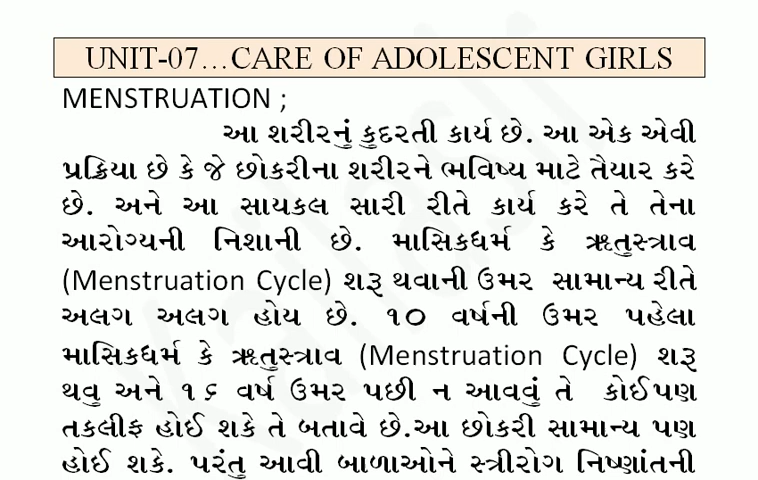 UNIT-07...CARE OF ADOLESCENT GIRLS
MENSTRUATION ;
આ શરીરનું કુદરતી કાર્ય છે. આ એક એવી
પ્રક્રિયા છે કે જે છોકરીના શરીરને ભવિષ્ય માટે તૈયાર કરે
છે. અને આ સાયકલ સારી રીતે કાર્ય કરે તે તેના
આરોગ્યની નિશાની છે. માસિકધર્મ કે ઋતુસ્ત્રાવ
(Menstruation Cycle) શરૂ થવાની ઉમર સામાન્ય રીતે
અલગ અલગ હોય છે. ૧૦ વર્ષની ઉમર પહેલા
માસિકધર્મ કે ઋતુસ્ત્રાવ (Menstruation Cycle) શરૂ
થવુ અને ૧૬ વર્ષ ઉમર પછી ન આવવું તે કોઈપણ
તકલીફ હોઈ શકે તે બતાવે છે.આ છોકરી સામાન્ય પણ
હોઈ શકે. પરંતુ આવી બાળાઓને સ્ત્રીરોગ નિષ્ણાંતની